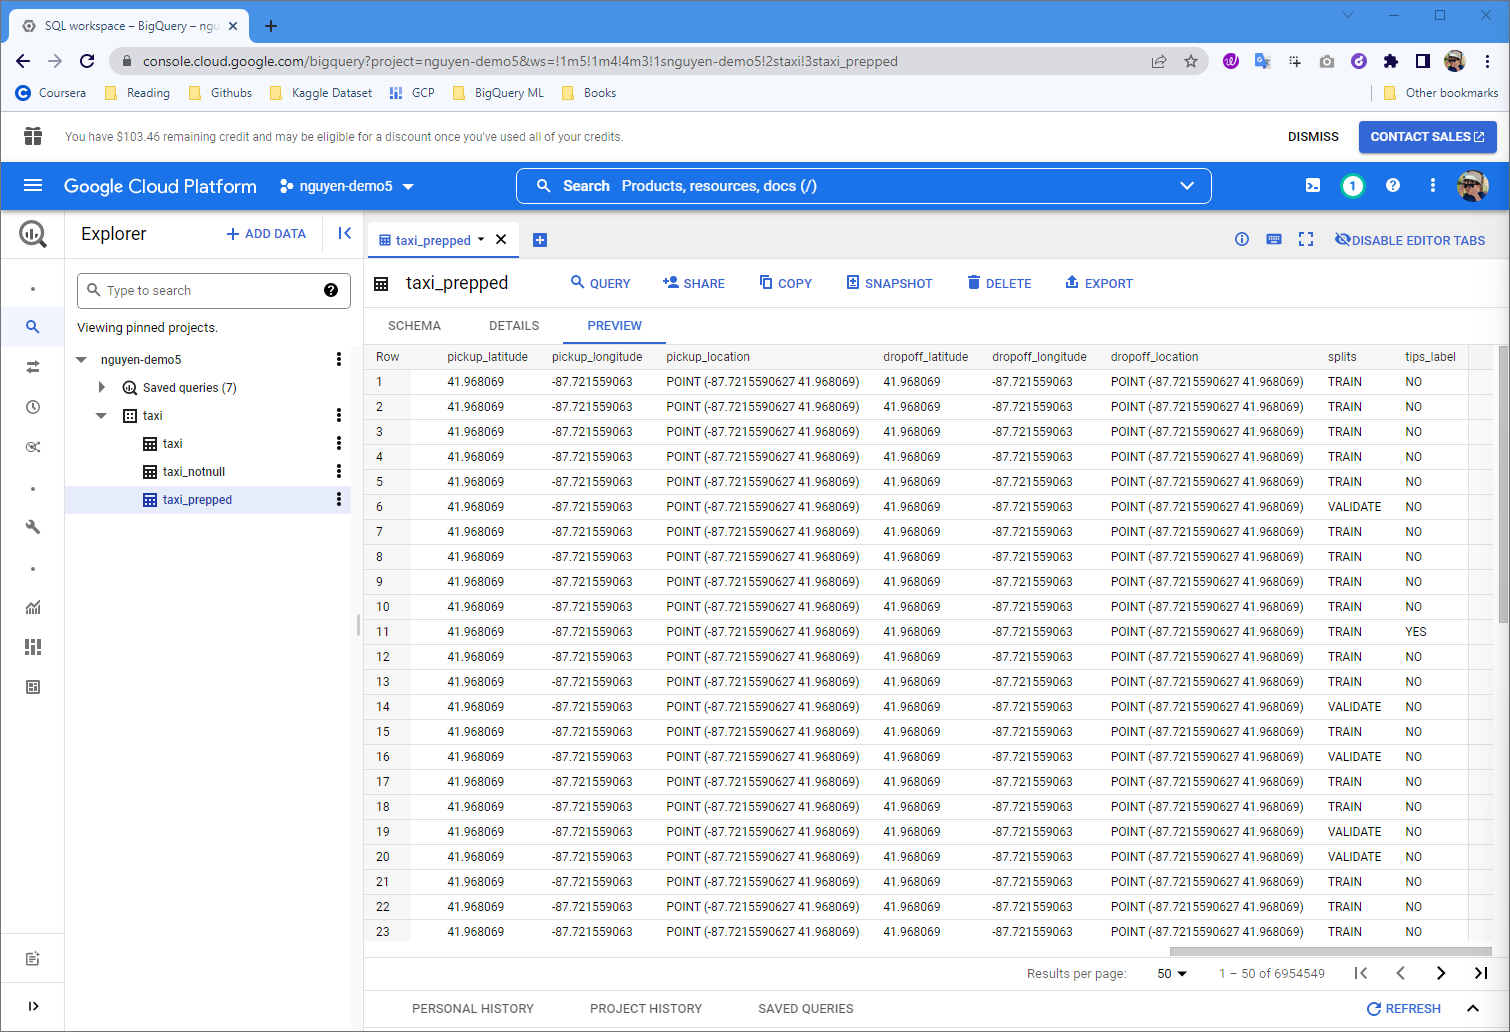 SQL workspace – BigQuery – ngu
console.cloud.google.com/bigquery?project=nguyen-demo5&ws=!1m5!1m4!4m3!1snguyen-demo5!2staxi!3staxi_prepped
Coursera Reading Githubs Kaggle Dataset GCP BigQuery ML Books Other bookmarks
You have $103.46 remaining credit and may be eligible for a discount once you've used all of your credits. DISMISS CONTACT SALES
Google Cloud Platform nguyen-demo5 Search Products, resources, docs (/) 1
Explorer ADD DATA taxi_prepped DISABLE EDITOR TABS
taxi_prepped QUERY SHARE COPY SNAPSHOT DELETE EXPORT
Type to search
Viewing pinned projects.
nguyen-demo5
Saved queries (7)
taxi
taxi
taxi_notnull
taxi_prepped
SCHEMA DETAILS PREVIEW
Row pickup_latitude pickup_longitude pickup_location dropoff_latitude dropoff_longitude dropoff_location splits tips_label
1 41.968069 -87.721559063 POINT (-87.7215590627 41.968069) 41.968069 -87.721559063 POINT (-87.7215590627 41.968069) TRAIN NO
2 41.968069 -87.721559063 POINT (-87.7215590627 41.968069) 41.968069 -87.721559063 POINT (-87.7215590627 41.968069) TRAIN NO
3 41.968069 -87.721559063 POINT (-87.7215590627 41.968069) 41.968069 -87.721559063 POINT (-87.7215590627 41.968069) TRAIN NO
4 41.968069 -87.721559063 POINT (-87.7215590627 41.968069) 41.968069 -87.721559063 POINT (-87.7215590627 41.968069) TRAIN NO
5 41.968069 -87.721559063 POINT (-87.7215590627 41.968069) 41.968069 -87.721559063 POINT (-87.7215590627 41.968069) TRAIN NO
6 41.968069 -87.721559063 POINT (-87.7215590627 41.968069) 41.968069 -87.721559063 POINT (-87.7215590627 41.968069) VALIDATE NO
7 41.968069 -87.721559063 POINT (-87.7215590627 41.968069) 41.968069 -87.721559063 POINT (-87.7215590627 41.968069) TRAIN NO
8 41.968069 -87.721559063 POINT (-87.7215590627 41.968069) 41.968069 -87.721559063 POINT (-87.7215590627 41.968069) TRAIN NO
9 41.968069 -87.721559063 POINT (-87.7215590627 41.968069) 41.968069 -87.721559063 POINT (-87.7215590627 41.968069) TRAIN NO
10 41.968069 -87.721559063 POINT (-87.7215590627 41.968069) 41.968069 -87.721559063 POINT (-87.7215590627 41.968069) TRAIN NO
11 41.968069 -87.721559063 POINT (-87.7215590627 41.968069) 41.968069 -87.721559063 POINT (-87.7215590627 41.968069) TRAIN YES
12 41.968069 -87.721559063 POINT (-87.7215590627 41.968069) 41.968069 -87.721559063 POINT (-87.7215590627 41.968069) TRAIN NO
13 41.968069 -87.721559063 POINT (-87.7215590627 41.968069) 41.968069 -87.721559063 POINT (-87.7215590627 41.968069) TRAIN NO
14 41.968069 -87.721559063 POINT (-87.7215590627 41.968069) 41.968069 -87.721559063 POINT (-87.7215590627 41.968069) VALIDATE NO
15 41.968069 -87.721559063 POINT (-87.7215590627 41.968069) 41.968069 -87.721559063 POINT (-87.7215590627 41.968069) TRAIN NO
16 41.968069 -87.721559063 POINT (-87.7215590627 41.968069) 41.968069 -87.721559063 POINT (-87.7215590627 41.968069) VALIDATE NO
17 41.968069 -87.721559063 POINT (-87.7215590627 41.968069) 41.968069 -87.721559063 POINT (-87.7215590627 41.968069) TRAIN NO
18 41.968069 -87.721559063 POINT (-87.7215590627 41.968069) 41.968069 -87.721559063 POINT (-87.7215590627 41.968069) TRAIN NO
19 41.968069 -87.721559063 POINT (-87.7215590627 41.968069) 41.968069 -87.721559063 POINT (-87.7215590627 41.968069) VALIDATE NO
20 41.968069 -87.721559063 POINT (-87.7215590627 41.968069) 41.968069 -87.721559063 POINT (-87.7215590627 41.968069) VALIDATE NO
21 41.968069 -87.721559063 POINT (-87.7215590627 41.968069) 41.968069 -87.721559063 POINT (-87.7215590627 41.968069) TRAIN NO
22 41.968069 -87.721559063 POINT (-87.7215590627 41.968069) 41.968069 -87.721559063 POINT (-87.7215590627 41.968069) TRAIN NO
23 41.968069 -87.721559063 POINT (-87.7215590627 41.968069) 41.968069 -87.721559063 POINT (-87.7215590627 41.968069) TRAIN NO
Results per page: 50 1 – 50 of 6954549
PERSONAL HISTORY PROJECT HISTORY SAVED QUERIES REFRESH